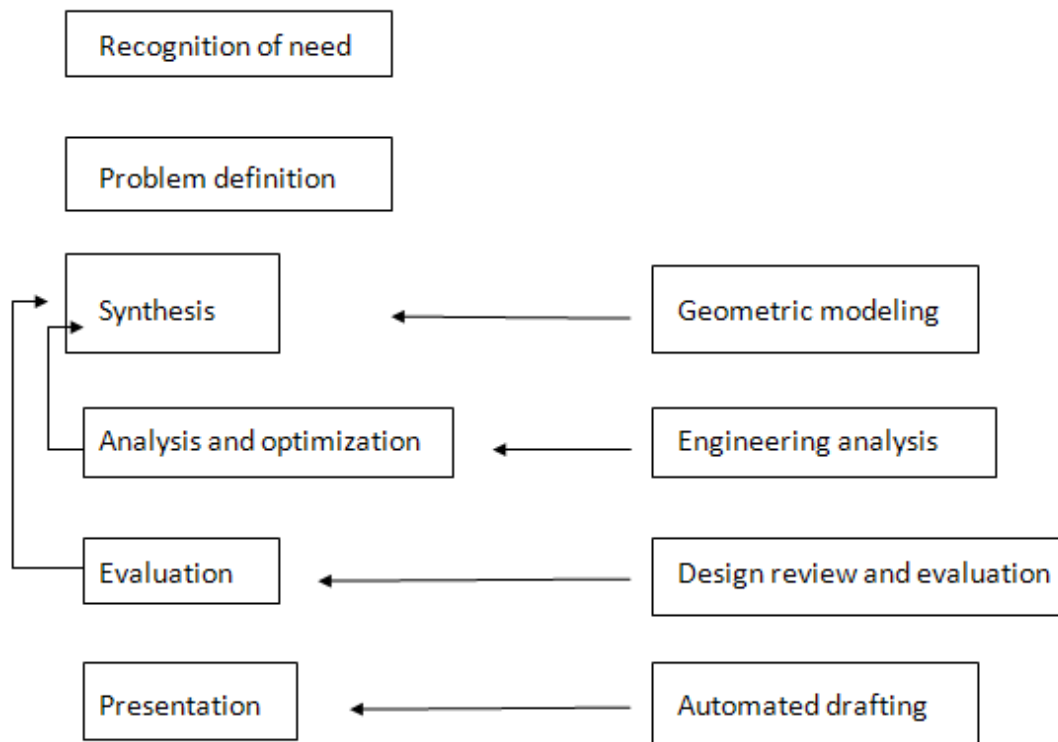 Recognition of need
Problem definition
Synthesis
Geometric modeling
Analysis and optimization
Engineering analysis
Evaluation
Design review and evaluation
Presentation
Automated drafting